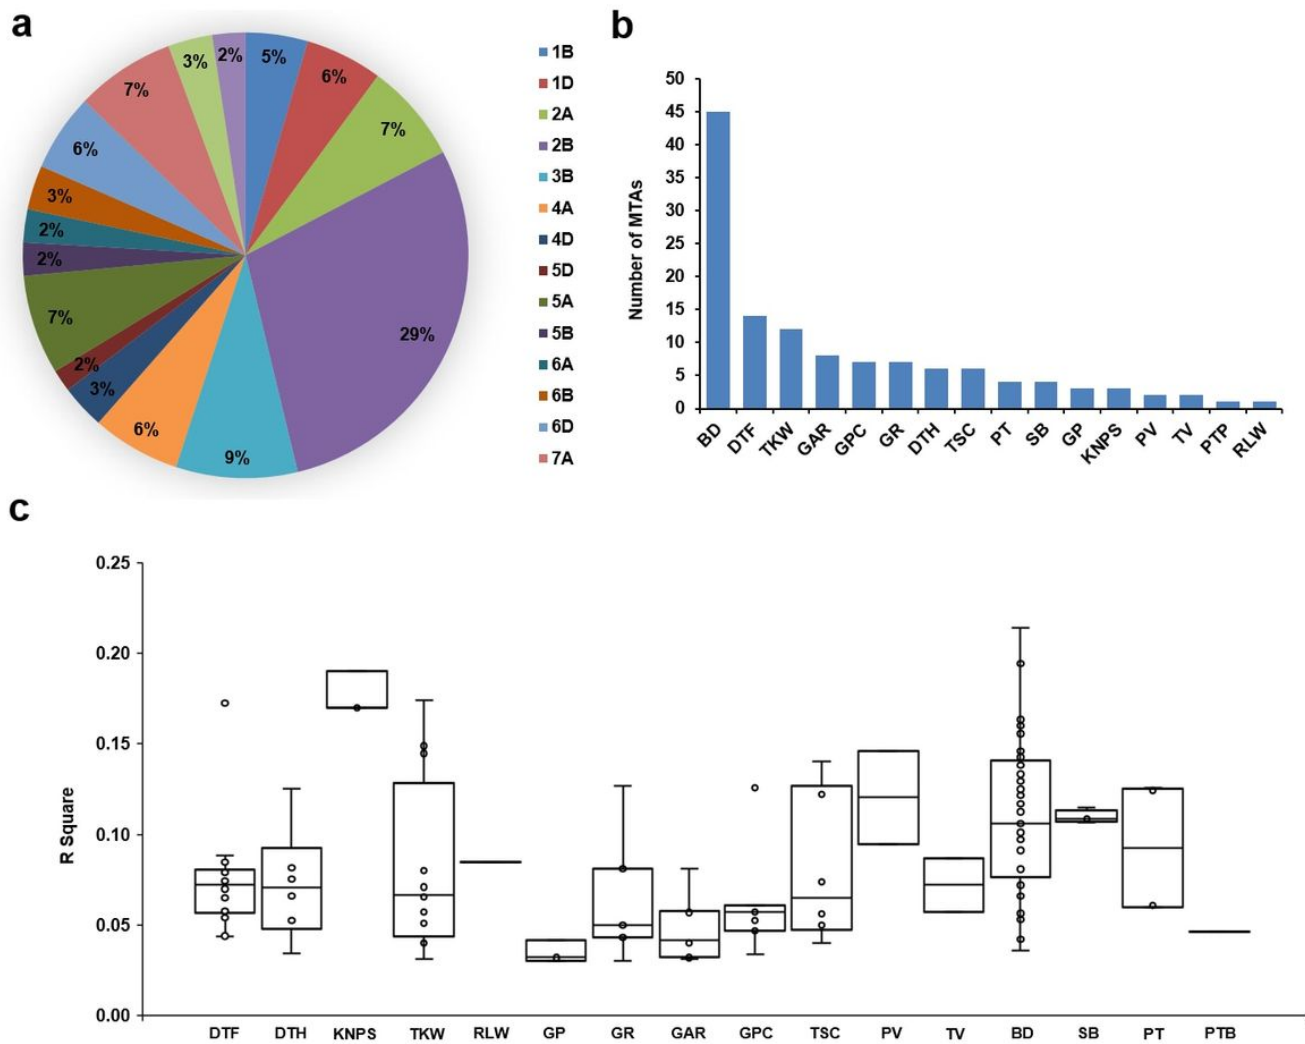 a
3%
2%
5%
6%
7%
7%
6%
3%
2%
2%
7%
2%
3%
6%
9%
29%
1B
1D
2A
2B
3B
4A
4D
5D
5A
5B
6A
6B
6D
7A
b
Number of MTAs
50
45
40
35
30
25
20
15
10
5
0
BD DTF TKW GAR GPC GR DTH TSC PT SB GP KNPS PV TV PTP RLW
c
R Square
0.25
0.20
0.15
0.10
0.05
0.00
DTF DTH KNPS TKW RLW GP GR GAR GPC TSC PV TV BD SB PT PTB